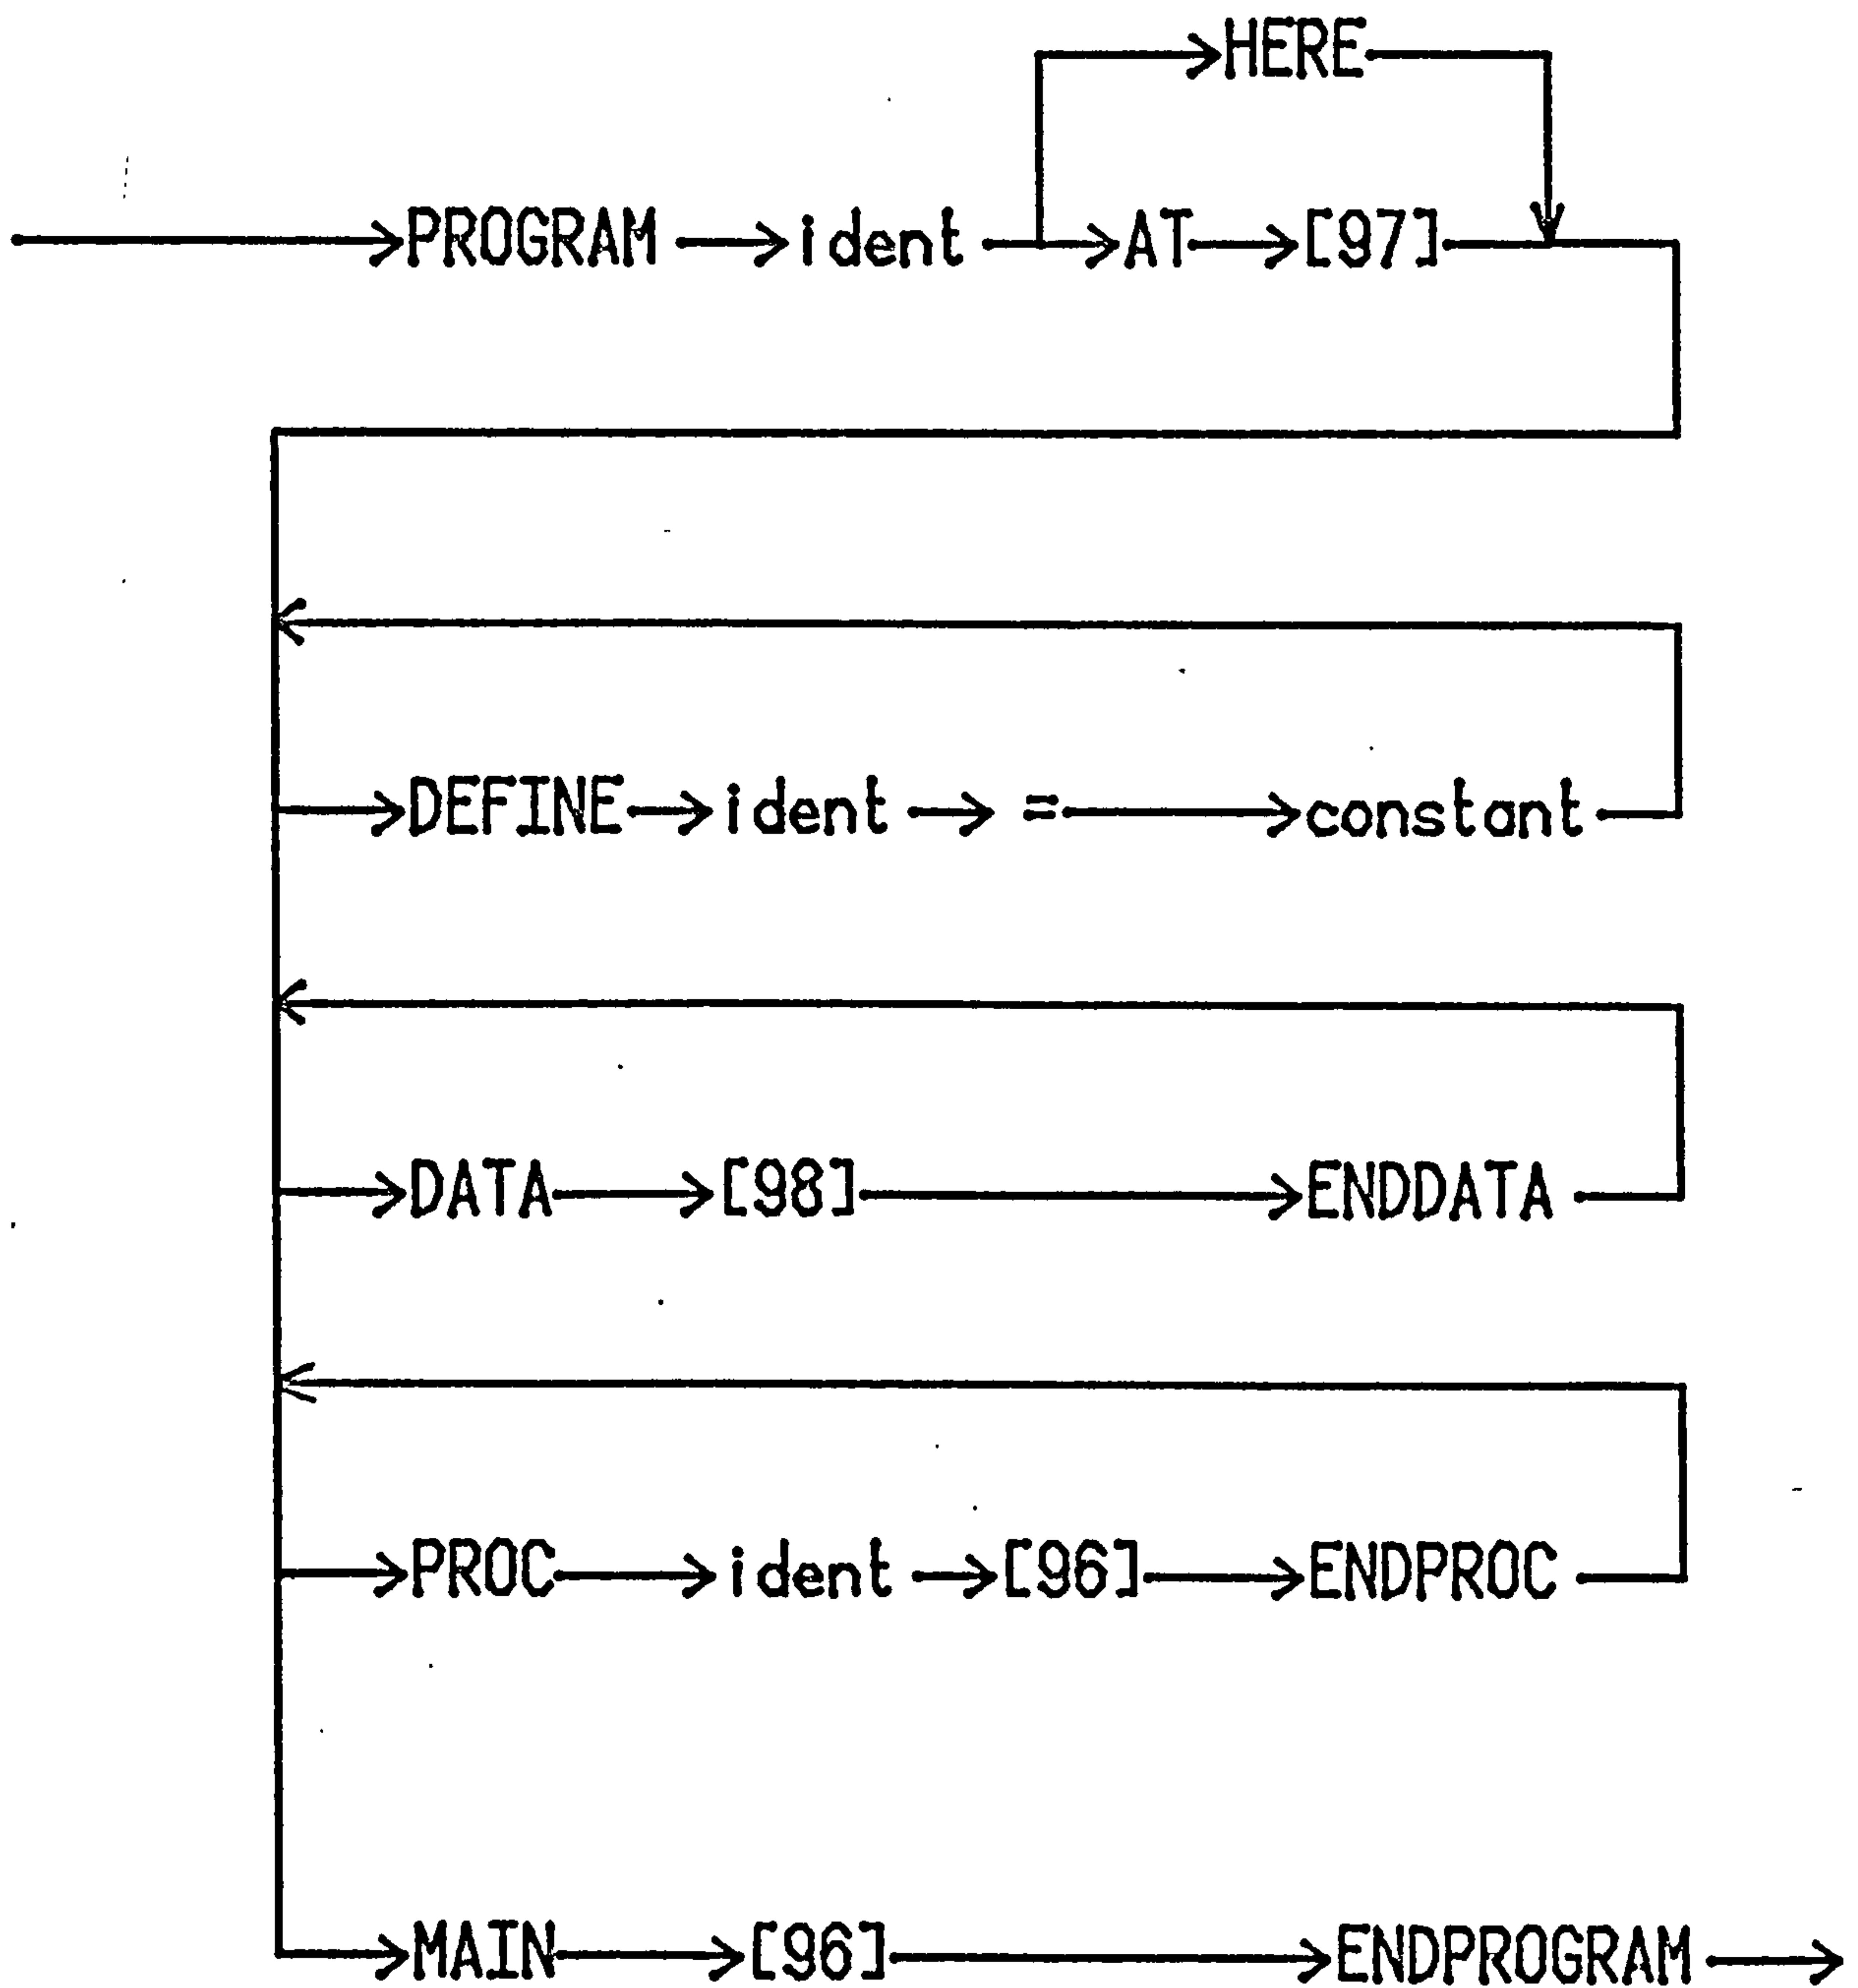 HERE
PROGRAM ident AT [97]
DEFINE ident = constant
DATA [98] ENDDATA
PROC ident [96] ENDPROC
MAIN [96] ENDPROGRAM